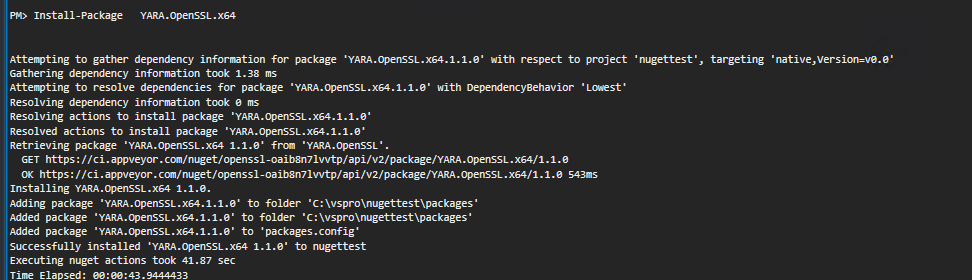 PM> Install-Package   YARA.OpenSSL.x64
Attempting to gather dependency information for package 'YARA.OpenSSL.x64.1.1.0' with respect to project 'nugettest', targeting 'native,Version=v0.0'
Gathering dependency information took 1.38 ms
Attempting to resolve dependencies for package 'YARA.OpenSSL.x64.1.1.0' with DependencyBehavior 'Lowest'
Resolving dependency information took 0 ms
Resolving actions to install package 'YARA.OpenSSL.x64.1.1.0'
Resolved actions to install package 'YARA.OpenSSL.x64.1.1.0'
Retrieving package 'YARA.OpenSSL.x64 1.1.0' from 'YARA.OpenSSL'.
  GET https://ci.appveyor.com/nuget/openssl-oaib8n7lvvtp/api/v2/package/YARA.OpenSSL.x64/1.1.0
  OK https://ci.appveyor.com/nuget/openssl-oaib8n7lvvtp/api/v2/package/YARA.OpenSSL.x64/1.1.0 543ms
Installing YARA.OpenSSL.x64 1.1.0.
Adding package 'YARA.OpenSSL.x64.1.1.0' to folder 'C:\vspro\nugettest\packages'
Added package 'YARA.OpenSSL.x64.1.1.0' to folder 'C:\vspro\nugettest\packages'
Added package 'YARA.OpenSSL.x64.1.1.0' to 'packages.config'
Successfully installed 'YARA.OpenSSL.x64 1.1.0' to nugettest
Executing nuget actions took 41.87 sec
Time Elapsed: 00:00:43.9444433